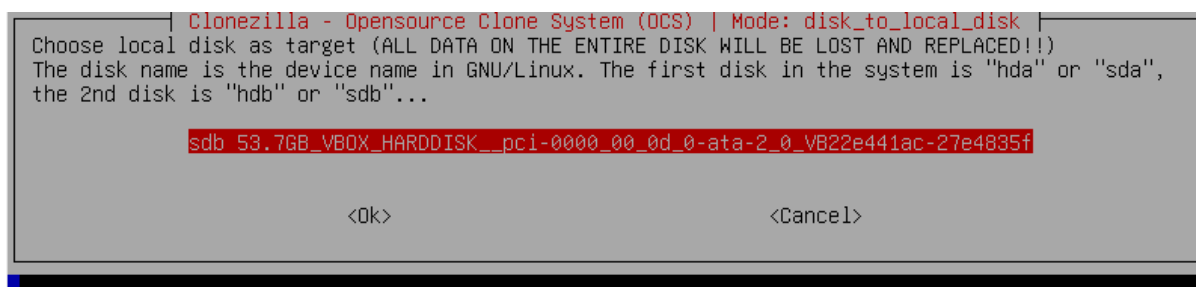 Clonezilla - Opensource Clone System (OCS) | Mode: disk_to_local_disk
Choose local disk as target (ALL DATA ON THE ENTIRE DISK WILL BE LOST AND REPLACED!!)
The disk name is the device name in GNU/Linux. The first disk in the system is "hda" or "sda",
the 2nd disk is "hdb" or "sdb"...
sdb 53.7GB_VBOX_HARDDISK__pci-0000_00_0d_0-ata-2_0_VB22e441ac-27e4835f
<Ok> <Cancel>